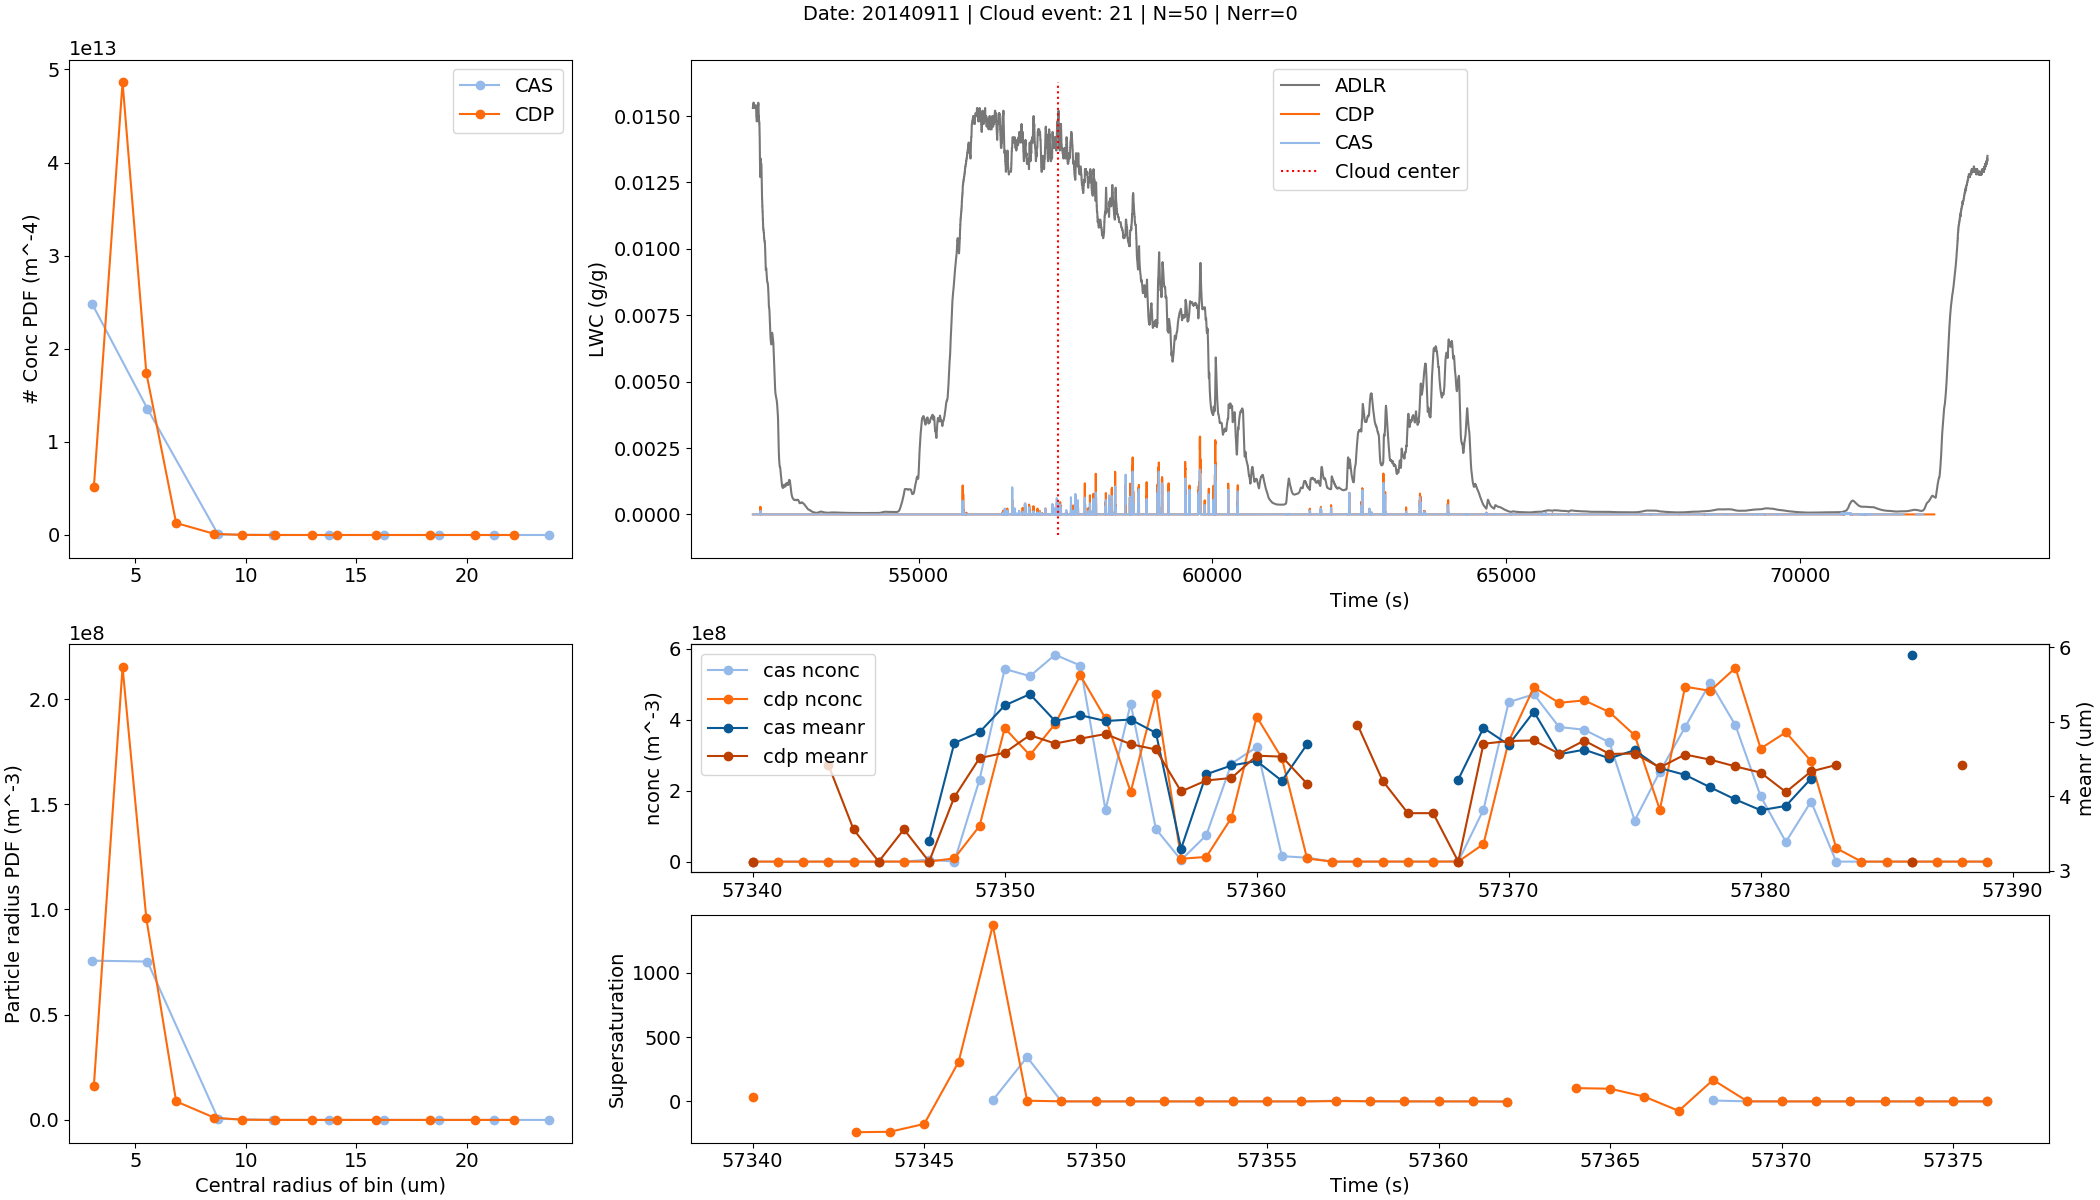 Date: 20140911 | Cloud event: 21 | N=50 | Nerr=0
1e13
# Conc PDF (m^-4)
5
4
3
2
1
0
CAS
CDP
5
10
15
20
LWC (g/g)
0.0150
0.0125
0.0100
0.0075
0.0050
0.0025
0.0000
ADLR
CDP
CAS
Cloud center
55000
60000
65000
70000
Time (s)
1e8
Particle radius PDF (m^-3)
2.0
1.5
1.0
0.5
0.0
5
10
15
20
Central radius of bin (um)
1e8
nconc (m^-3)
6
4
2
0
cas nconc
cdp nconc
cas meanr
cdp meanr
6
5
4
3
meanr (um)
57340
57350
57360
57370
57380
57390
Supersaturation
1000
500
0
57340
57345
57350
57355
57360
57365
57370
57375
Time (s)